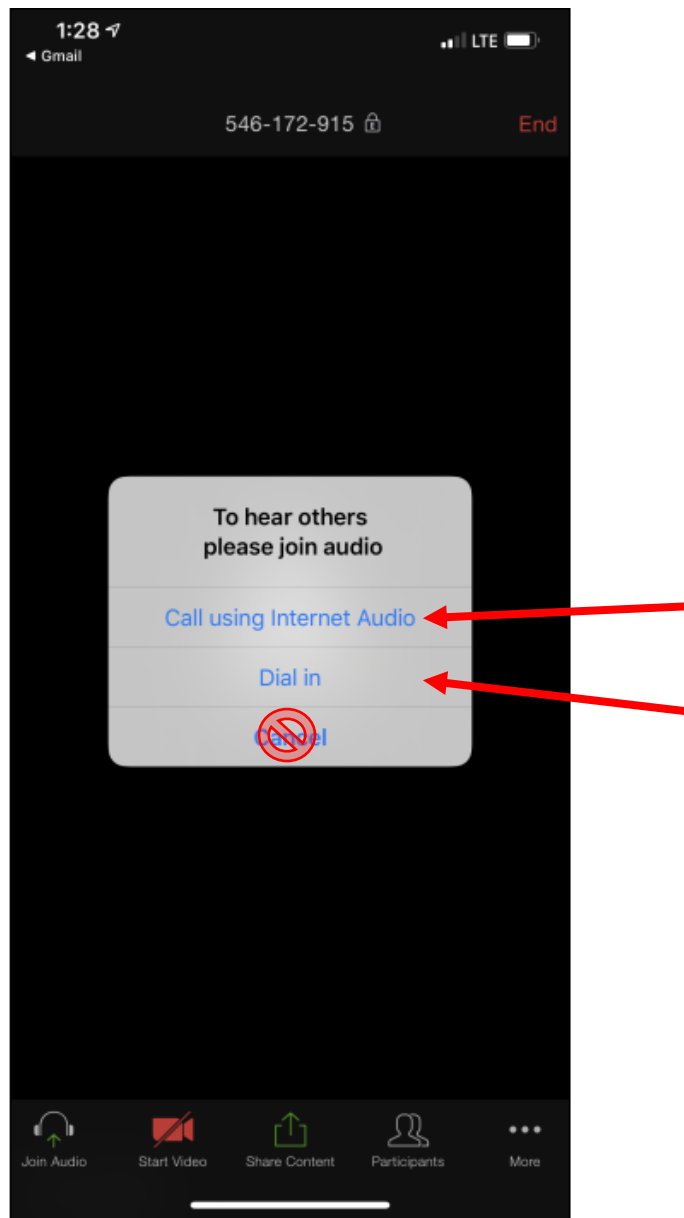 1:28
◄ Gmail
LTE
546-172-915
End
To hear others
please join audio
Call using Internet Audio
Dial in
Cancel
Join Audio
Start Video
Share Content
Participants
More